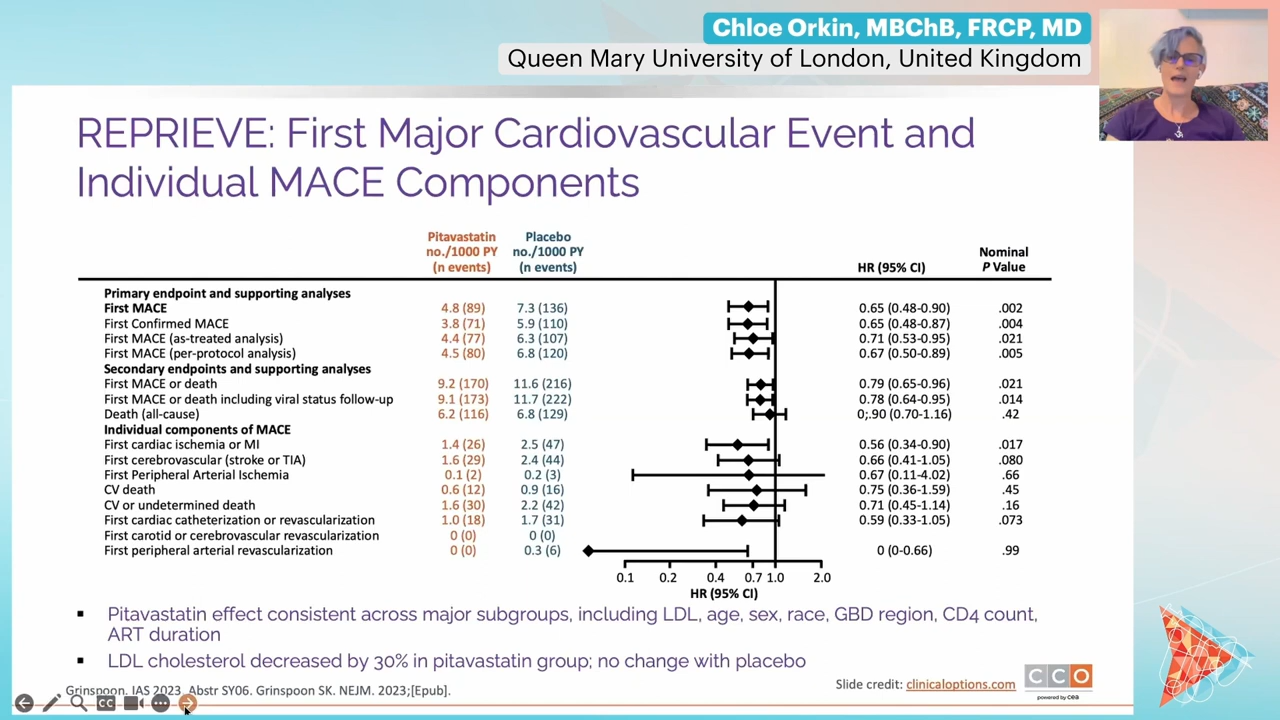 Chloe Orkin, MBChB, FRCP, MD
Queen Mary University of London, United Kingdom
REPRIEVE: First Major Cardiovascular Event and
Individual MACE Components
Pitavastatin no./1000 PY (n events) Placebo no./1000 PY (n events) HR (95% CI) Nominal P Value
Primary endpoint and supporting analyses
First MACE 4.8 (89) 7.3 (136) 0.65 (0.48-0.90) .002
First Confirmed MACE 3.8 (71) 5.9 (110) 0.65 (0.48-0.87) .004
First MACE (as-treated analysis) 4.4 (77) 6.3 (107) 0.71 (0.53-0.95) .021
First MACE (per-protocol analysis) 4.5 (80) 6.8 (120) 0.67 (0.50-0.89) .005
Secondary endpoints and supporting analyses
First MACE or death 9.2 (170) 11.6 (216) 0.79 (0.65-0.96) .021
First MACE or death including viral status follow-up 9.1 (173) 11.7 (222) 0.78 (0.64-0.95) .014
Death (all-cause) 6.2 (116) 6.8 (129) 0;.90 (0.70-1.16) .42
Individual components of MACE
First cardiac ischemia or MI 1.4 (26) 2.5 (47) 0.56 (0.34-0.90) .017
First cerebrovascular (stroke or TIA) 1.6 (29) 2.4 (44) 0.66 (0.41-1.05) .080
First Peripheral Arterial Ischemia 0.1 (2) 0.2 (3) 0.67 (0.11-4.02) .66
CV death 0.6 (12) 0.9 (16) 0.75 (0.36-1.59) .45
CV or undetermined death 1.6 (30) 2.2 (42) 0.71 (0.45-1.14) .16
First cardiac catheterization or revascularization 1.0 (18) 1.7 (31) 0.59 (0.33-1.05) .073
First carotid or cerebrovascular revascularization 0 (0) 0 (0)
First peripheral arterial revascularization 0 (0) 0.3 (6) 0 (0-0.66) .99
0.1 0.2 0.4 0.7 1.0 2.0
HR (95% CI)
▪ Pitavastatin effect consistent across major subgroups, including LDL, age, sex, race, GBD region, CD4 count,
ART duration
▪ LDL cholesterol decreased by 30% in pitavastatin group; no change with placebo
Grinspoon. IAS 2023. Abstr SY06. Grinspoon SK. NEJM. 2023;[Epub].
Slide credit: clinicaloptions.com
CCO
powered by cea
CC